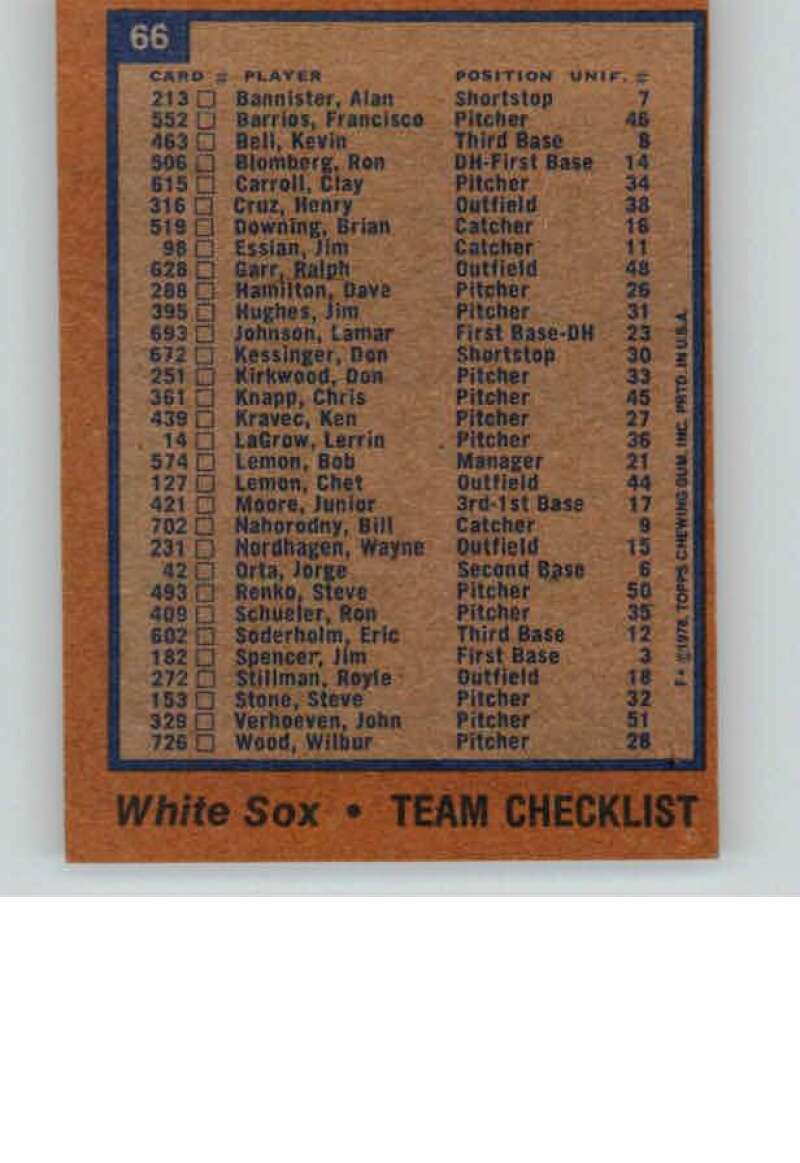 66
CARD # PLAYER POSITION UNIF. #
213 Bannister, Alan Shortstop 7
552 Barrios, Francisco Pitcher 46
463 Bell, Kevin Third Base 8
506 Blomberg, Ron DH-First Base 14
615 Carroll, Clay Pitcher 34
316 Cruz, Henry Outfield 38
519 Downing, Brian Catcher 16
98 Essian, Jim Catcher 11
628 Garr, Ralph Outfield 48
288 Hamilton, Dave Pitcher 26
395 Hughes, Jim Pitcher 31
693 Johnson, Lamar First Base-DH 23
672 Kessinger, Don Shortstop 30
251 Kirkwood, Don Pitcher 33
361 Knapp, Chris Pitcher 45
439 Kravec, Ken Pitcher 27
14 LaGrow, Lerrin Pitcher 36
574 Lemon, Bob Manager 21
127 Lemon, Chet Outfield 44
421 Moore, Junior 3rd-1st Base 17
702 Nahorodny, Bill Catcher 9
231 Nordhagen, Wayne Outfield 15
42 Orta, Jorge Second Base 6
493 Renko, Steve Pitcher 50
409 Schueler, Ron Pitcher 35
602 Soderholm, Eric Third Base 12
182 Spencer, Jim First Base 3
272 Stillman, Royle Outfield 18
153 Stone, Steve Pitcher 32
329 Verhoeven, John Pitcher 51
726 Wood, Wilbur Pitcher 28
F* ©1978, TOPPS CHEWING GUM, INC. PRTD. IN U.S.A.
White Sox • TEAM CHECKLIST